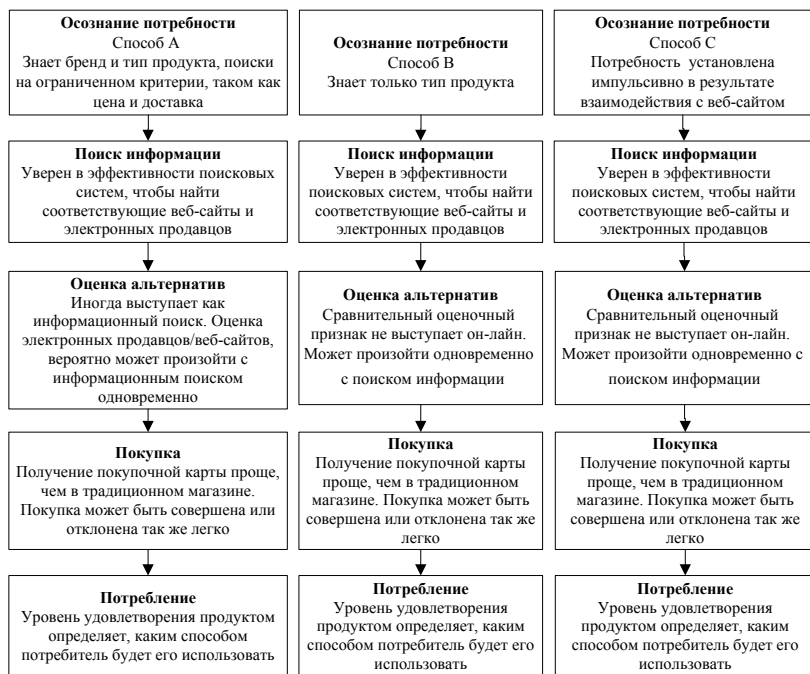 Осознание потребности
Способ А
Знает бренд и тип продукта, поиски
на ограниченном критерии, таком как
цена и доставка
Поиск информации
Уверен в эффективности поисковых
систем, чтобы найти
соответствующие веб-сайты и
электронных продавцов
Оценка альтернатив
Иногда выступает как
информационный поиск. Оценка
электронных продавцов/веб-сайтов,
вероятно может произойти с
информационным поиском
одновременно
Покупка
Получение покупочной карты проще,
чем в традиционном магазине.
Покупка может быть совершена или
отклонена так же легко
Потребление
Уровень удовлетворения продуктом
определяет, каким способом
потребитель будет его использовать
Осознание потребности
Способ В
Знает только тип продукта
Поиск информации
Уверен в эффективности
поисковых систем, чтобы найти
соответствующие веб-сайты и
электронных продавцов
Оценка альтернатив
Сравнительный оценочный
признак не выступает он-лайн.
Может произойти одновременно
с поиском информации
Покупка
Получение покупочной карты
проще, чем в традиционном
магазине. Покупка может быть
совершена или отклонена так же
легко
Потребление
Уровень удовлетворения
продуктом определяет, каким
способом потребитель будет его
использовать
Осознание потребности
Способ С
Потребность установлена
импульсивно в результате
взаимодействия с веб-сайтом
Поиск информации
Уверен в эффективности
поисковых систем, чтобы найти
соответствующие веб-сайты и
электронных продавцов
Оценка альтернатив
Сравнительный оценочный
признак не выступает он-лайн.
Может произойти одновременно с
поиском информации
Покупка
Получение покупочной карты
проще, чем в традиционном
магазине. Покупка может быть
совершена или отклонена так же
легко
Потребление
Уровень удовлетворения
продуктом определяет, каким
способом потребитель будет его
использовать